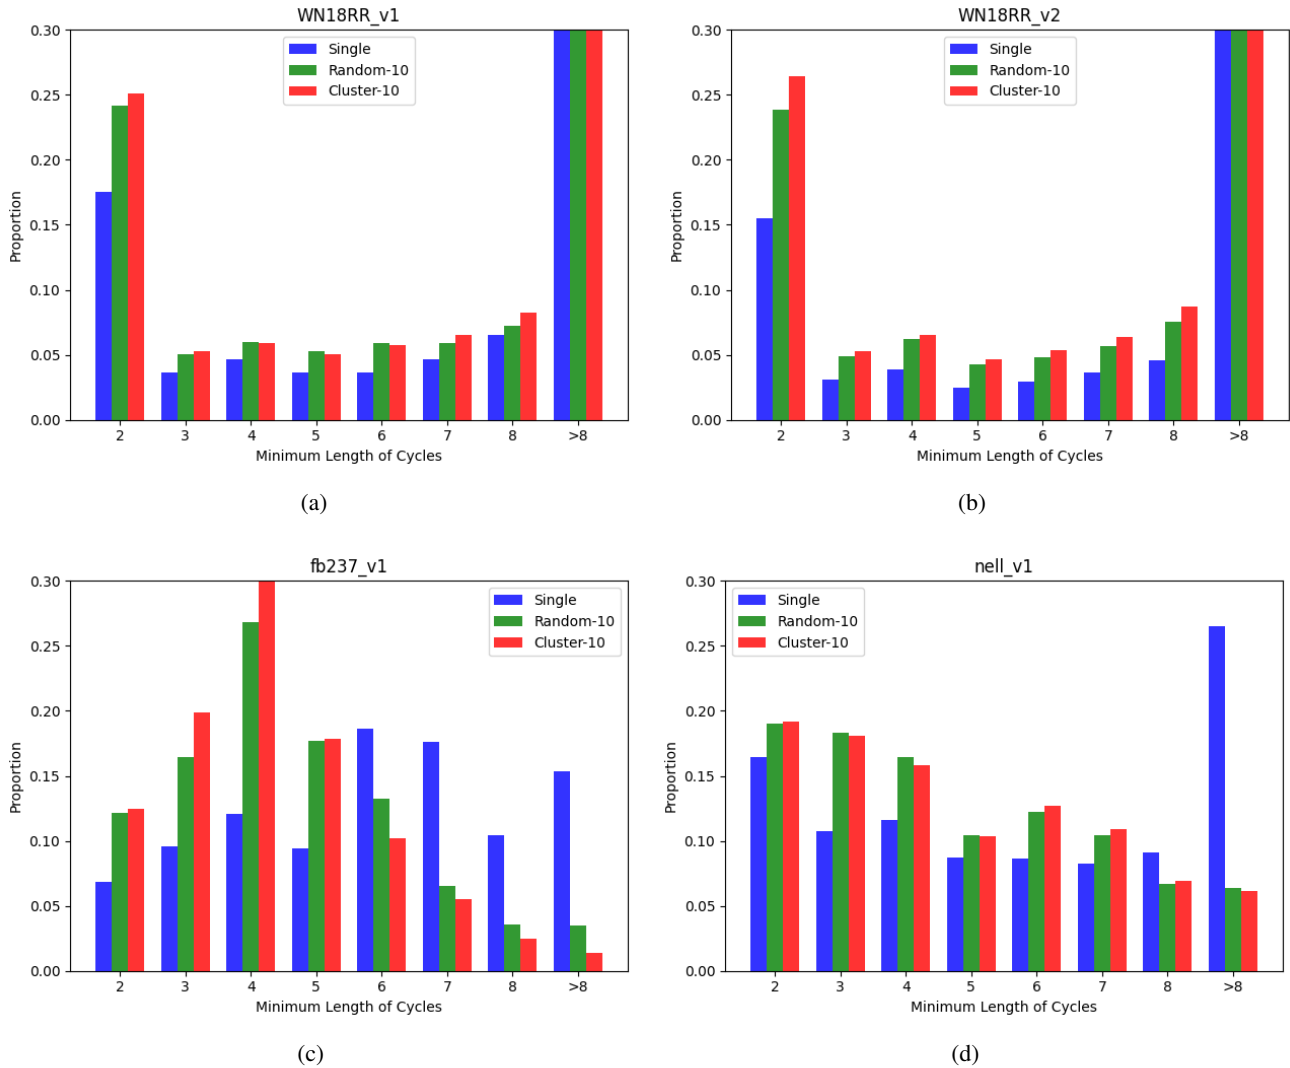 WN18RR_v1
0.30
0.25
0.20
0.15
0.10
0.05
0.00
Proportion
Single
Random-10
Cluster-10
2 3 4 5 6 7 8 >8
Minimum Length of Cycles
(a)
WN18RR_v2
0.30
0.25
0.20
0.15
0.10
0.05
0.00
Proportion
Single
Random-10
Cluster-10
2 3 4 5 6 7 8 >8
Minimum Length of Cycles
(b)
fb237_v1
0.30
0.25
0.20
0.15
0.10
0.05
0.00
Proportion
Single
Random-10
Cluster-10
2 3 4 5 6 7 8 >8
Minimum Length of Cycles
(c)
nell_v1
0.30
0.25
0.20
0.15
0.10
0.05
0.00
Proportion
Single
Random-10
Cluster-10
2 3 4 5 6 7 8 >8
Minimum Length of Cycles
(d)